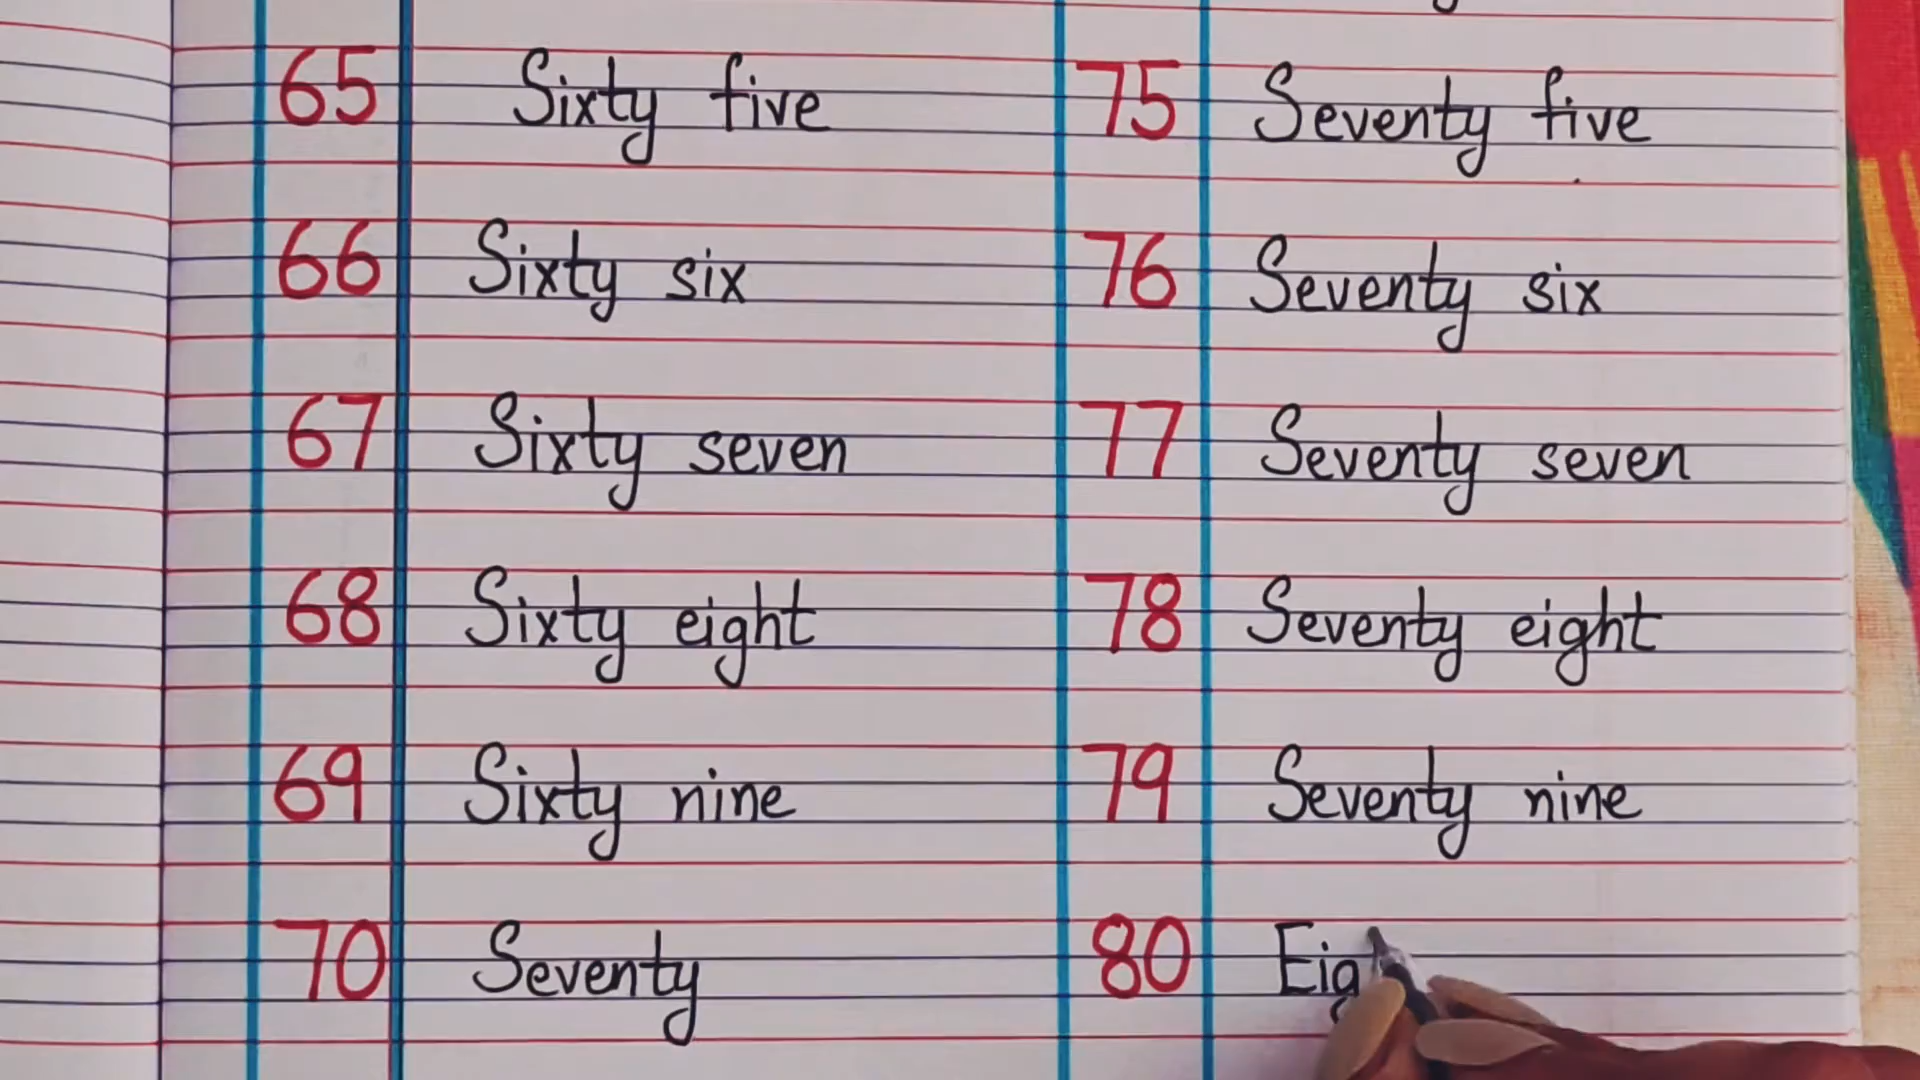 65 Sixty five 75 Seventy five
66 Sixty six 76 Seventy six
67 Sixty seven 77 Seventy seven
68 Sixty eight 78 Seventy eight
69 Sixty nine 79 Seventy nine
70 Seventy 80 Eig